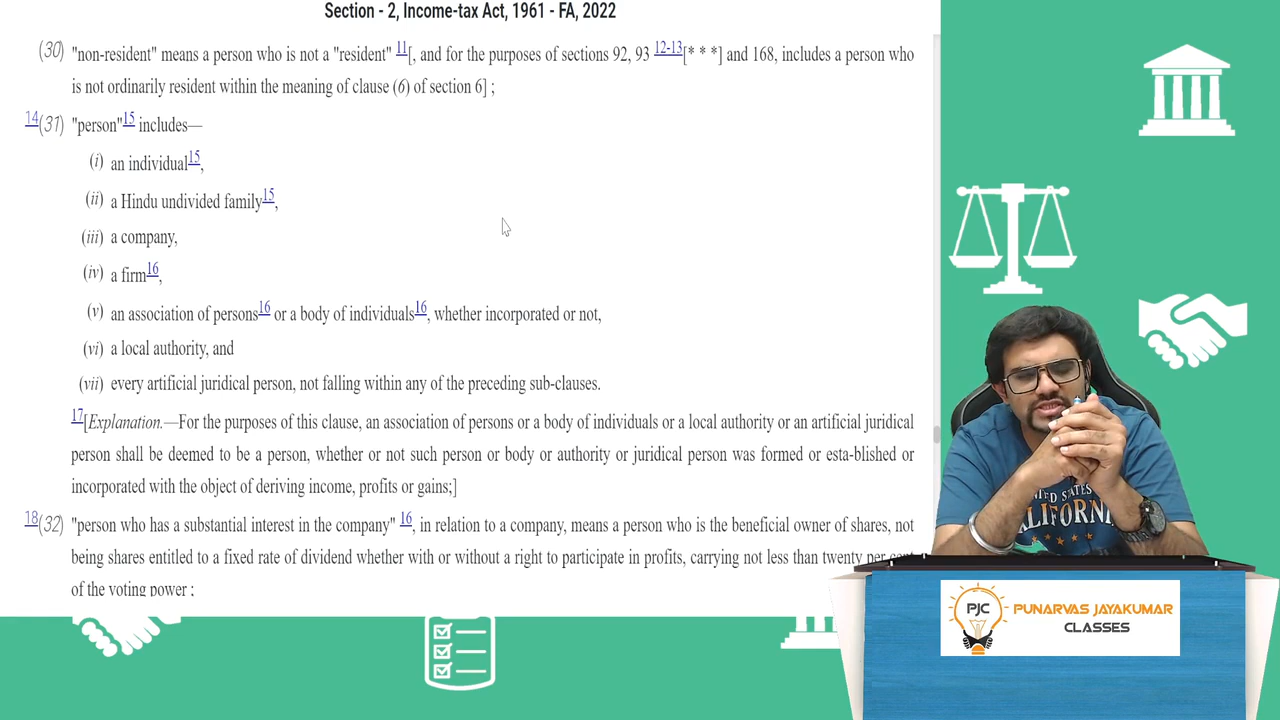 Section - 2, Income-tax Act, 1961 - FA, 2022
(30) "non-resident" means a person who is not a "resident" 11[, and for the purposes of sections 92, 93 12-13[* * *] and 168, includes a person who
is not ordinarily resident within the meaning of clause (6) of section 6] ;
14(31) "person"15 includes—
(i) an individual15,
(ii) a Hindu undivided family15,
(iii) a company,
(iv) a firm16,
(v) an association of persons16 or a body of individuals16, whether incorporated or not,
(vi) a local authority, and
(vii) every artificial juridical person, not falling within any of the preceding sub-clauses.
17[Explanation.—For the purposes of this clause, an association of persons or a body of individuals or a local authority or an artificial juridical
person shall be deemed to be a person, whether or not such person or body or authority or juridical person was formed or esta-blished or
incorporated with the object of deriving income, profits or gains;]
18(32) "person who has a substantial interest in the company" 16, in relation to a company, means a person who is the beneficial owner of shares, not
being shares entitled to a fixed rate of dividend whether with or without a right to participate in profits, carrying not less than twenty per cent
of the voting power ;
PJC
PUNARVAS JAYAKUMAR
CLASSES